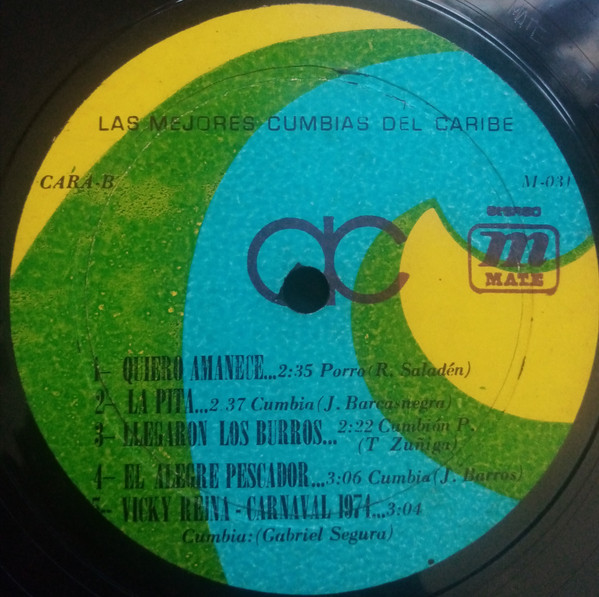 LAS MEJORES CUMBIAS DEL CARIBE
CARA-B
M-031
STEREO
m
MATE
ac
1- QUIERO AMANECE...2:35 Porro(R. Saladén)
2- LA PITA...2.37 Cumbia(J. Barcasnegra)
3- LLEGARON LOS BURROS...2:22 Cumbión P.
(T Zuñiga)
4- EL ALEGRE PESCADOR...3:06 Cumbia(J. Barros)
5- VICKY REINA - CARNAVAL 1974...3:04
Cumbia:(Gabriel Segura)